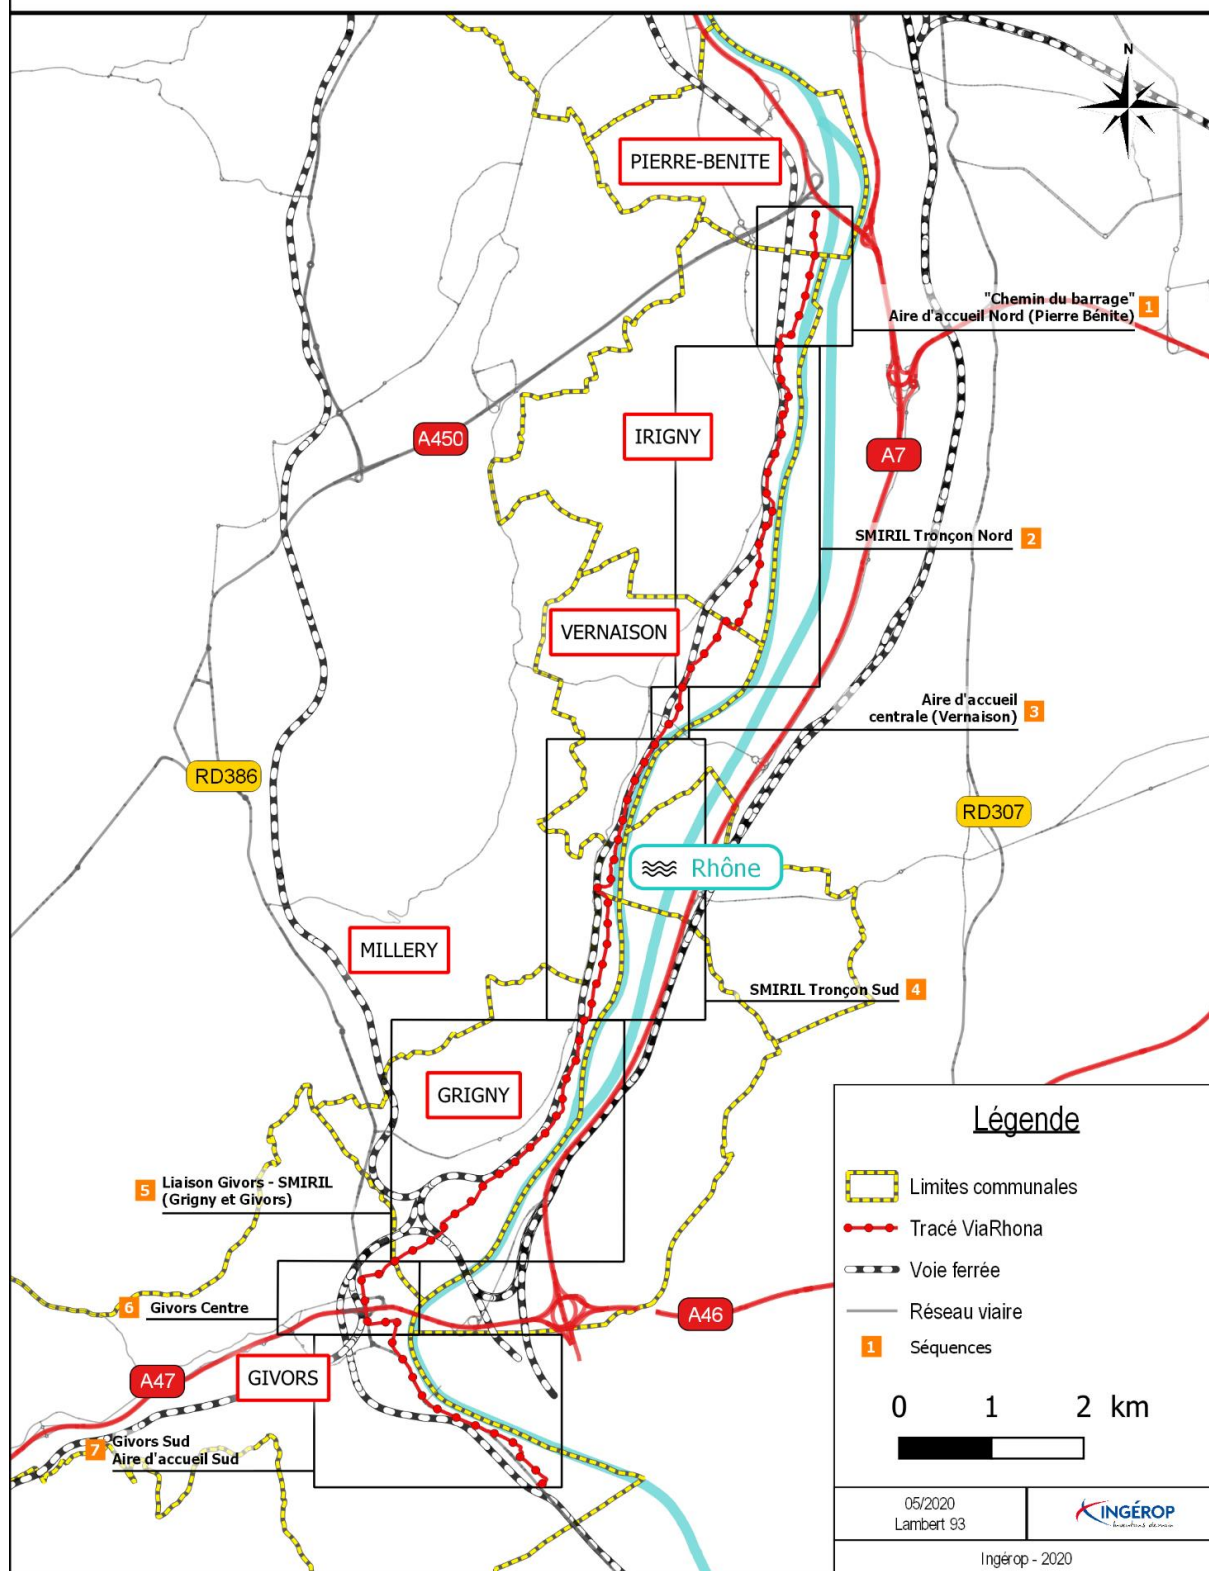 N
PIERRE-BENITE
"Chemin du barrage"
Aire d'accueil Nord (Pierre Bénite)
1
A450
IRIGNY
A7
SMIRIL Tronçon Nord
2
VERNAISON
Aire d'accueil
centrale (Vernaison)
3
RD386
RD307
Rhône
MILLERY
SMIRIL Tronçon Sud
4
GRIGNY
5
Liaison Givors - SMIRIL
(Grigny et Givors)
6
Givors Centre
A46
A47
GIVORS
7
Givors Sud
Aire d'accueil Sud
Légende
Limites communales
Tracé ViaRhona
Voie ferrée
Réseau viaire
1
Séquences
0 1 2 km
05/2020
Lambert 93
INGÉROP
Inventons demain
Ingérop - 2020